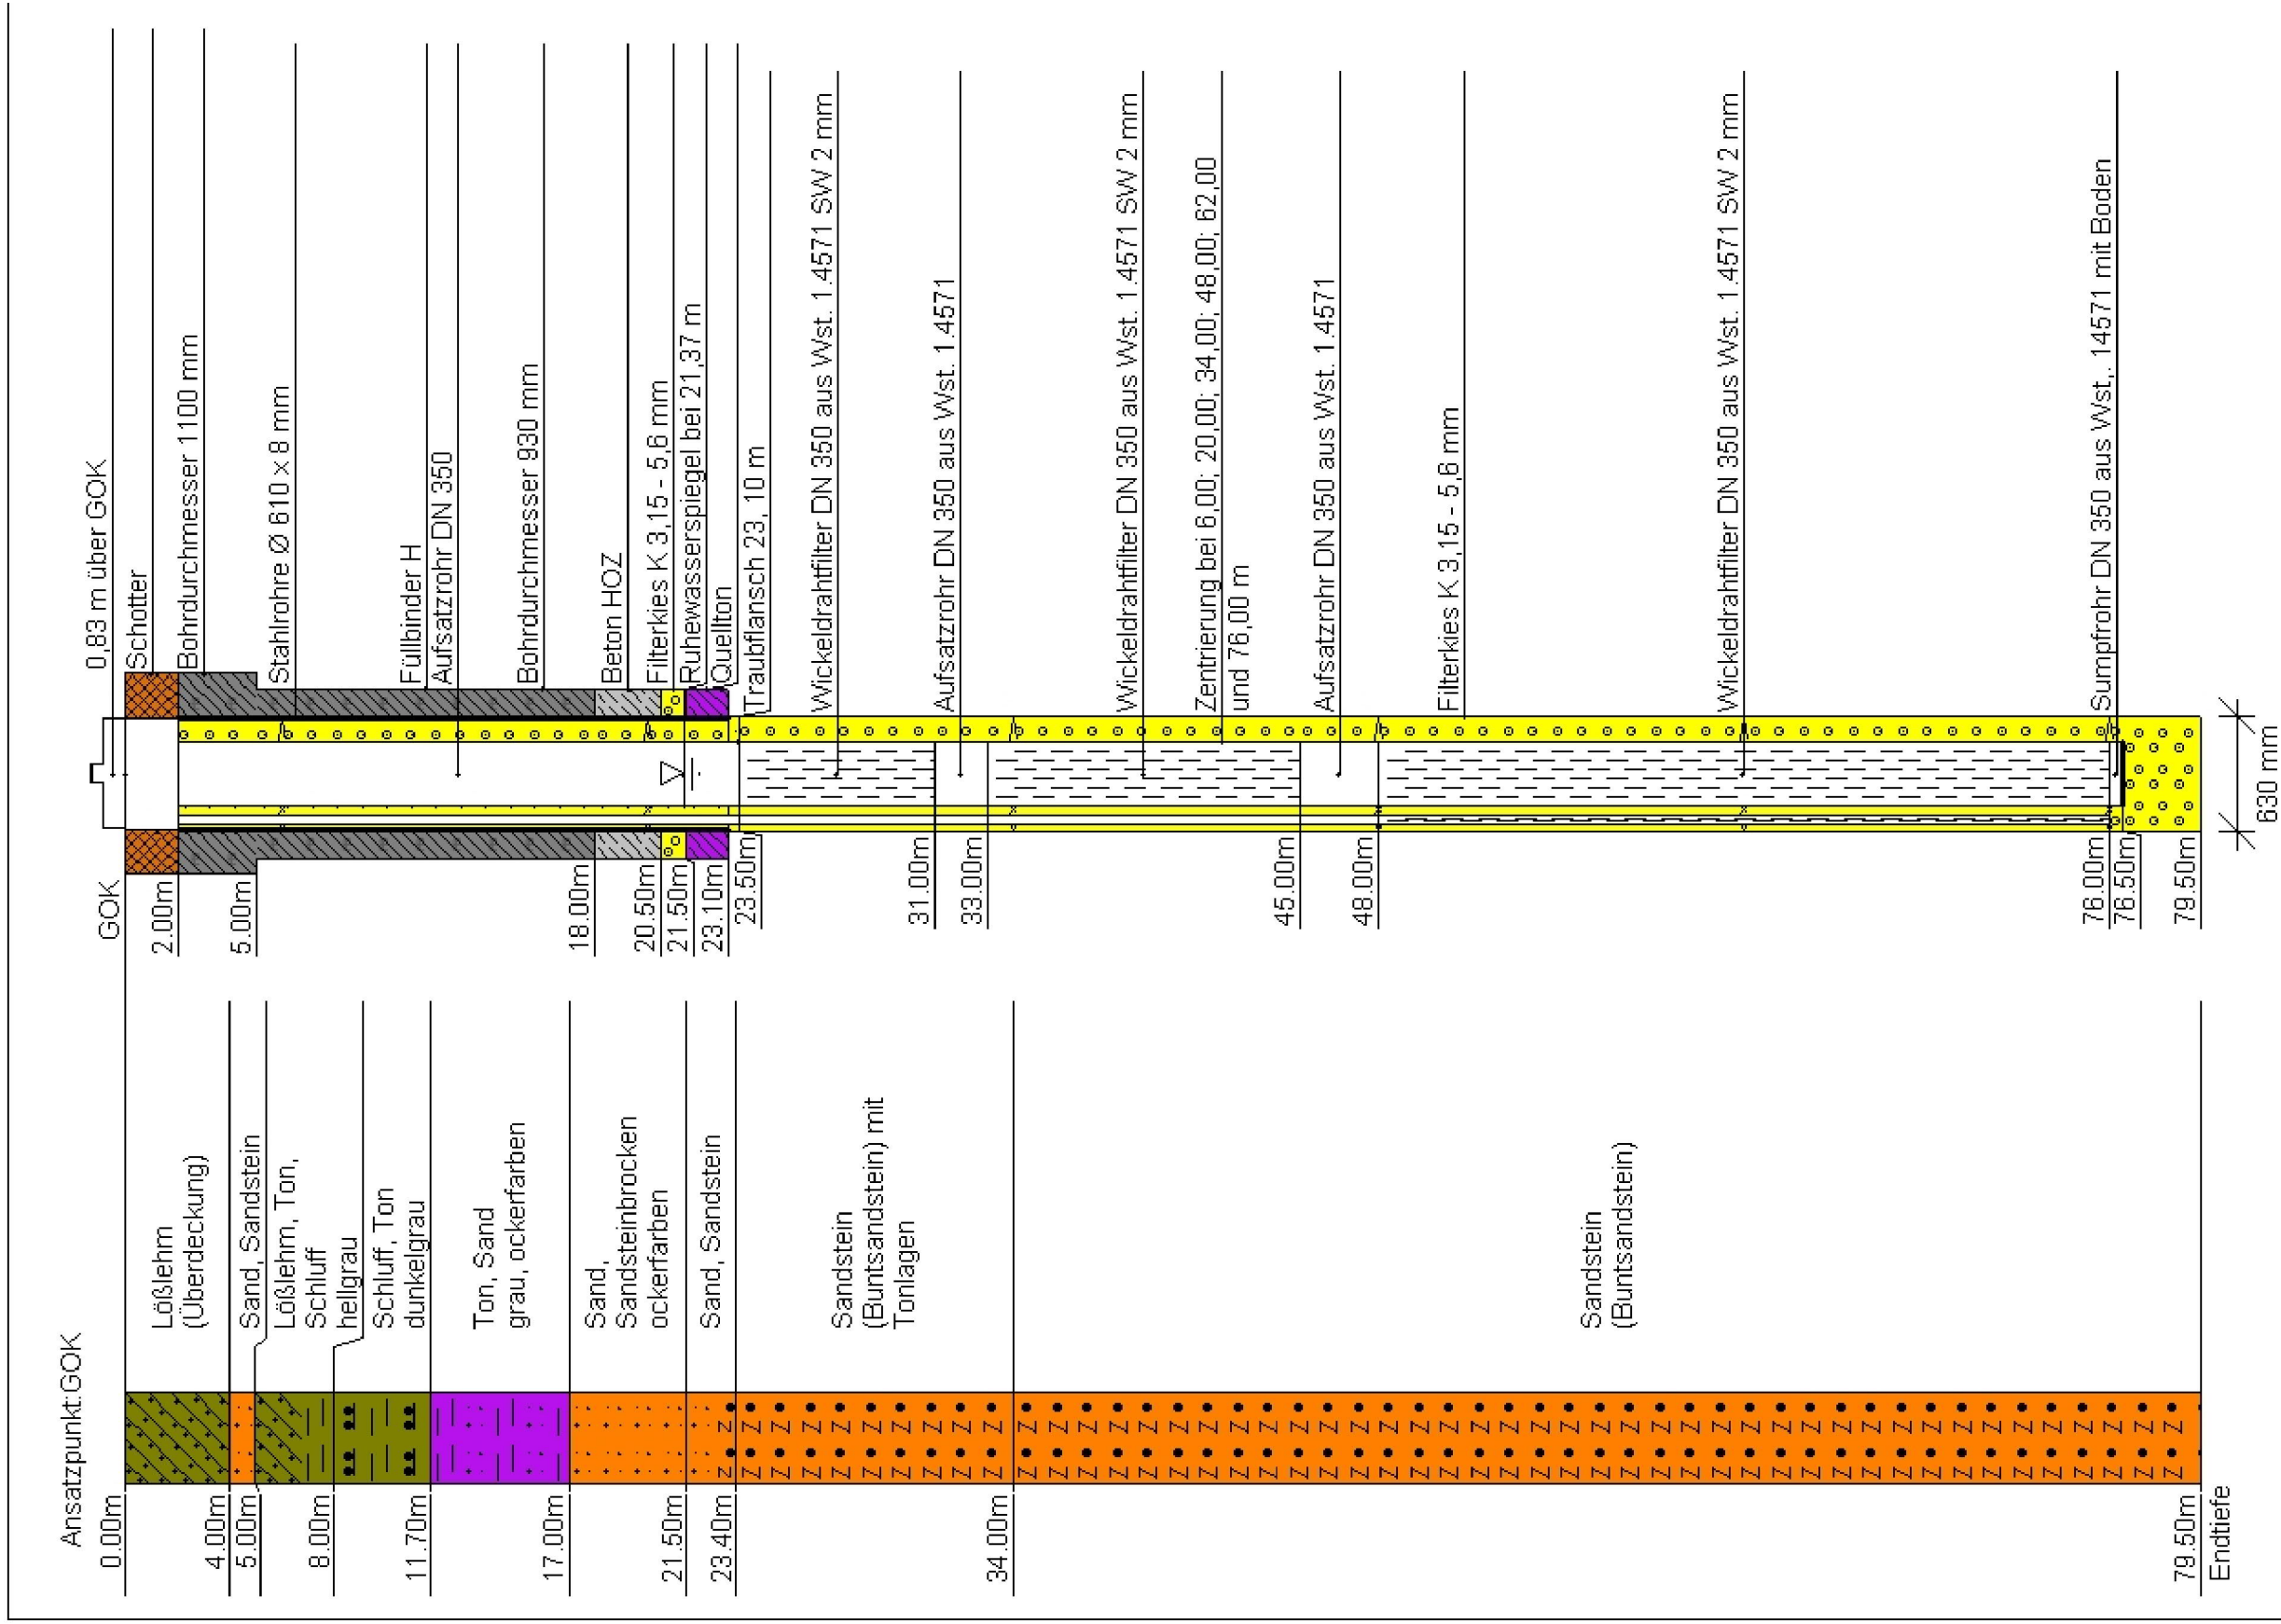 Ansatzpunkt:GOK
0.00m
4.00m
5.00m
8.00m
11.70m
17.00m
21.50m
23.40m
34.00m
79.50m
Endtiefe
Lößlehm
(Überdeckung)
Sand, Sandstein
Lößlehm, Ton,
Schluff
hellgrau
Schluff, Ton
dunkelgrau
Ton, Sand
grau, ockerfarben
Sand,
Sandsteinbrocken
ockerfarben
Sand, Sandstein
Sandstein
(Buntsandstein) mit
Tonlagen
Sandstein
(Buntsandstein)
GOK
2.00m
5.00m
18.00m
20.50m
21.50m
23.10m
23.50m
31.00m
33.00m
45.00m
48.00m
76.00m
76.50m
79.50m
630 mm
0,83 m über GOK
Schotter
Bohrdurchmesser 1100 mm
Stahlrohre Ø 610 x 8 mm
Füllbinder H
Aufsatzrohr DN 350
Bohrdurchmesser 930 mm
Beton HOZ
Filterkies K 3,15 - 5,6 mm
Ruhewasserspiegel bei 21,37 m
Quellton
Traubflansch 23, 10 m
Wickeldrahtfilter DN 350 aus Wst. 1.4571 SW 2 mm
Aufsatzrohr DN 350 aus Wst. 1.4571
Wickeldrahtfilter DN 350 aus Wst. 1.4571 SW 2 mm
Zentrierung bei 6,00; 20,00; 34,00; 48,00; 62,00
und 76,00 m
Aufsatzrohr DN 350 aus Wst. 1.4571
Filterkies K 3,15 - 5,6 mm
Wickeldrahtfilter DN 350 aus Wst. 1.4571 SW 2 mm
Sumpfrohr DN 350 aus Wst,. 14571 mit Boden